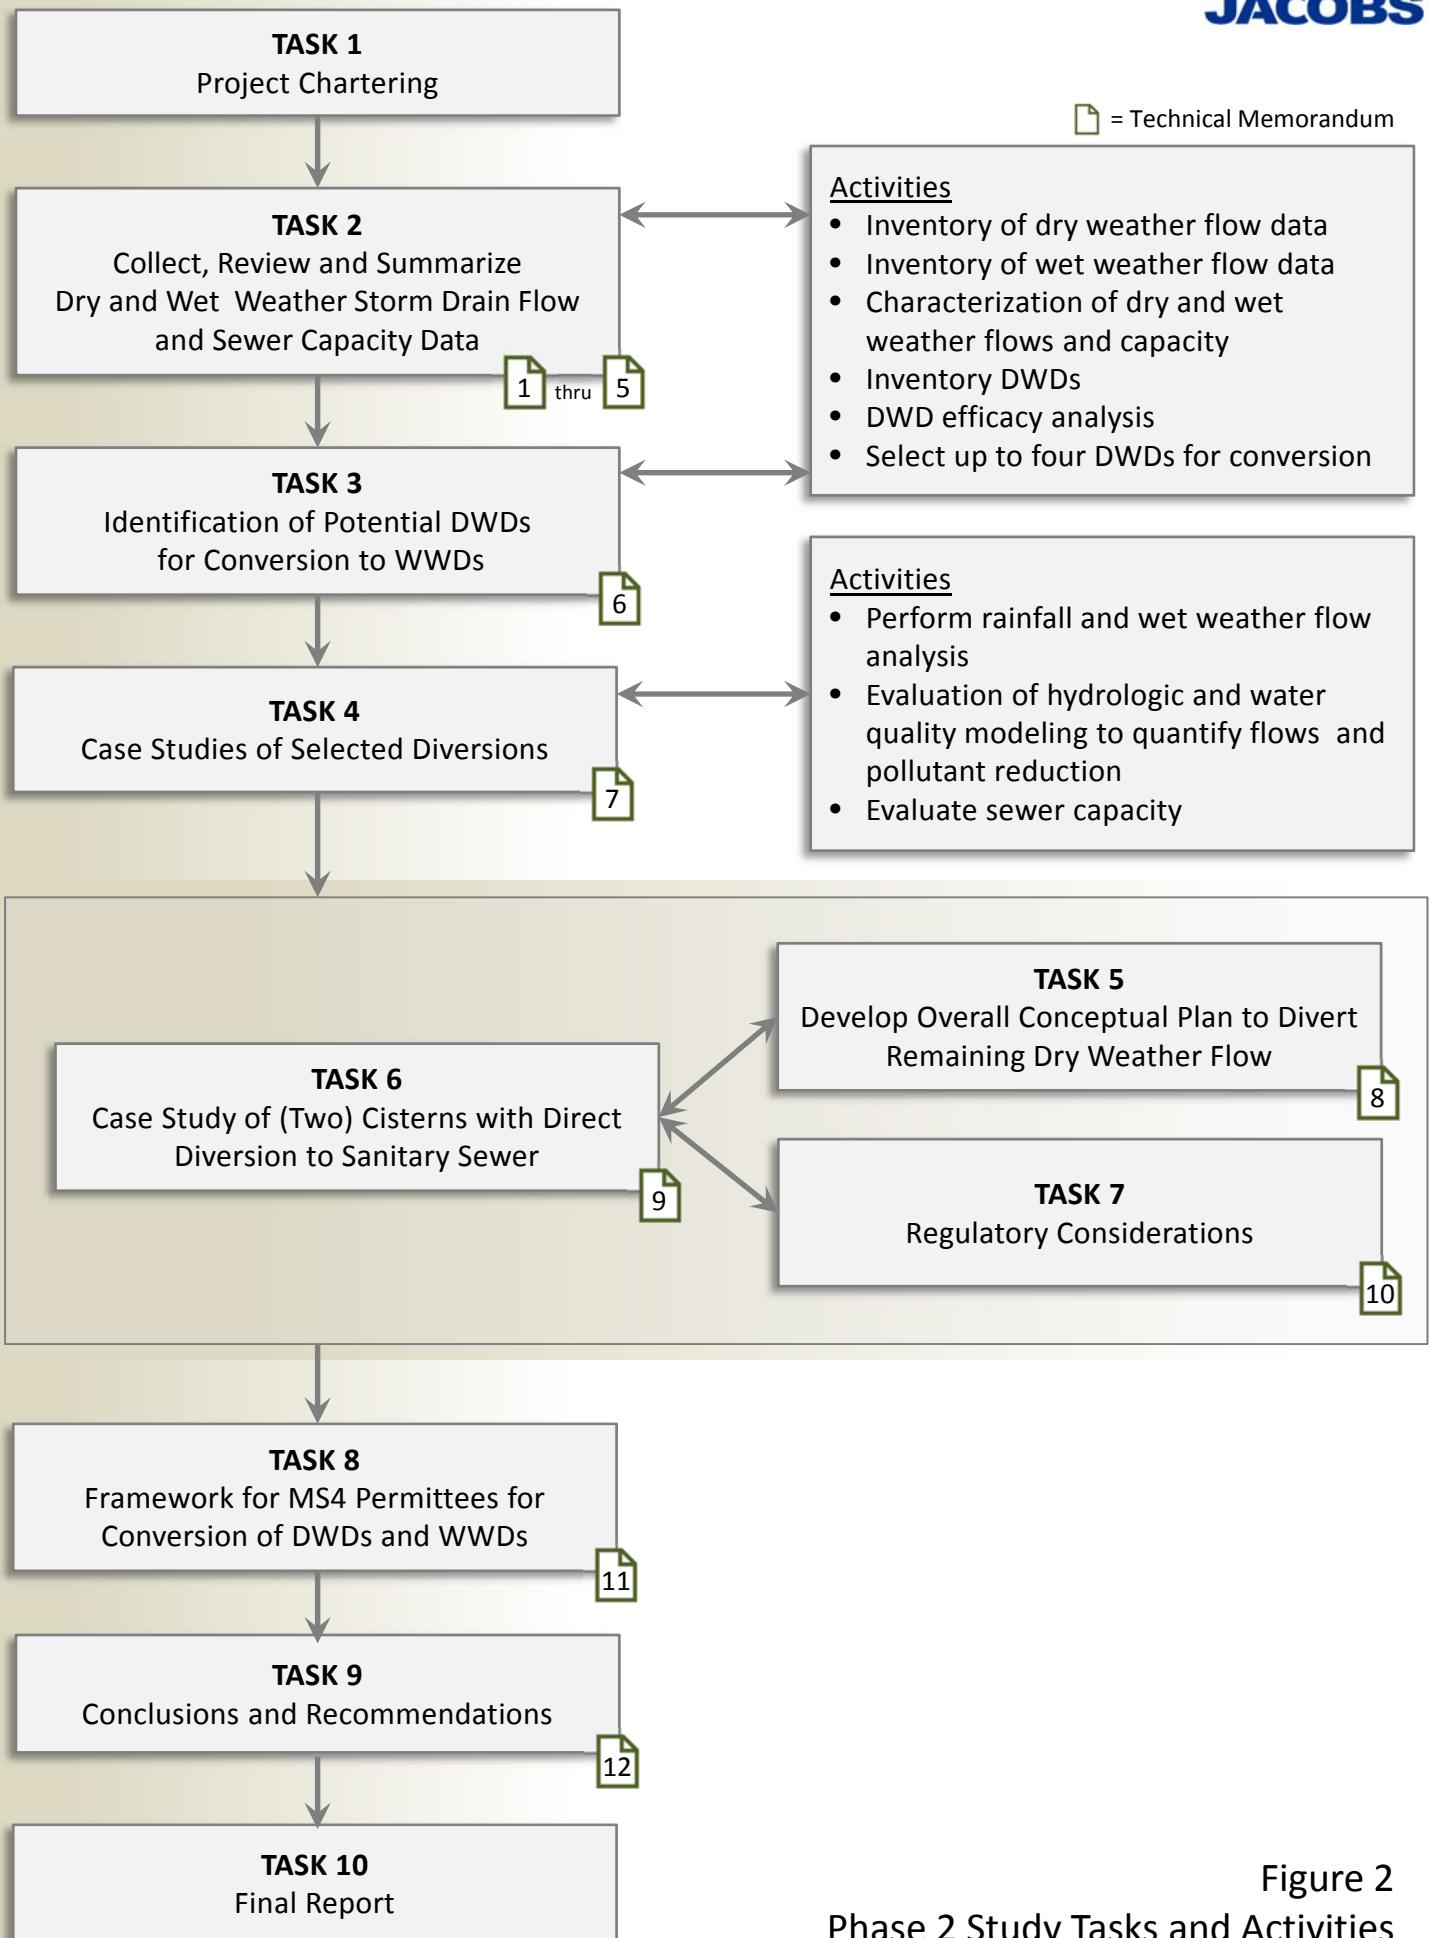 JACOBS
TASK 1
Project Chartering
= Technical Memorandum
TASK 2
Collect, Review and Summarize
Dry and Wet Weather Storm Drain Flow
and Sewer Capacity Data
1 thru 5
Activities
• Inventory of dry weather flow data
• Inventory of wet weather flow data
• Characterization of dry and wet
weather flows and capacity
• Inventory DWDs
• DWD efficacy analysis
• Select up to four DWDs for conversion
TASK 3
Identification of Potential DWDs
for Conversion to WWDs
6
Activities
• Perform rainfall and wet weather flow
analysis
• Evaluation of hydrologic and water
quality modeling to quantify flows and
pollutant reduction
• Evaluate sewer capacity
TASK 4
Case Studies of Selected Diversions
7
TASK 5
Develop Overall Conceptual Plan to Divert
Remaining Dry Weather Flow
8
TASK 6
Case Study of (Two) Cisterns with Direct
Diversion to Sanitary Sewer
9
TASK 7
Regulatory Considerations
10
TASK 8
Framework for MS4 Permittees for
Conversion of DWDs and WWDs
11
TASK 9
Conclusions and Recommendations
12
TASK 10
Final Report
Figure 2
Phase 2 Study Tasks and Activities